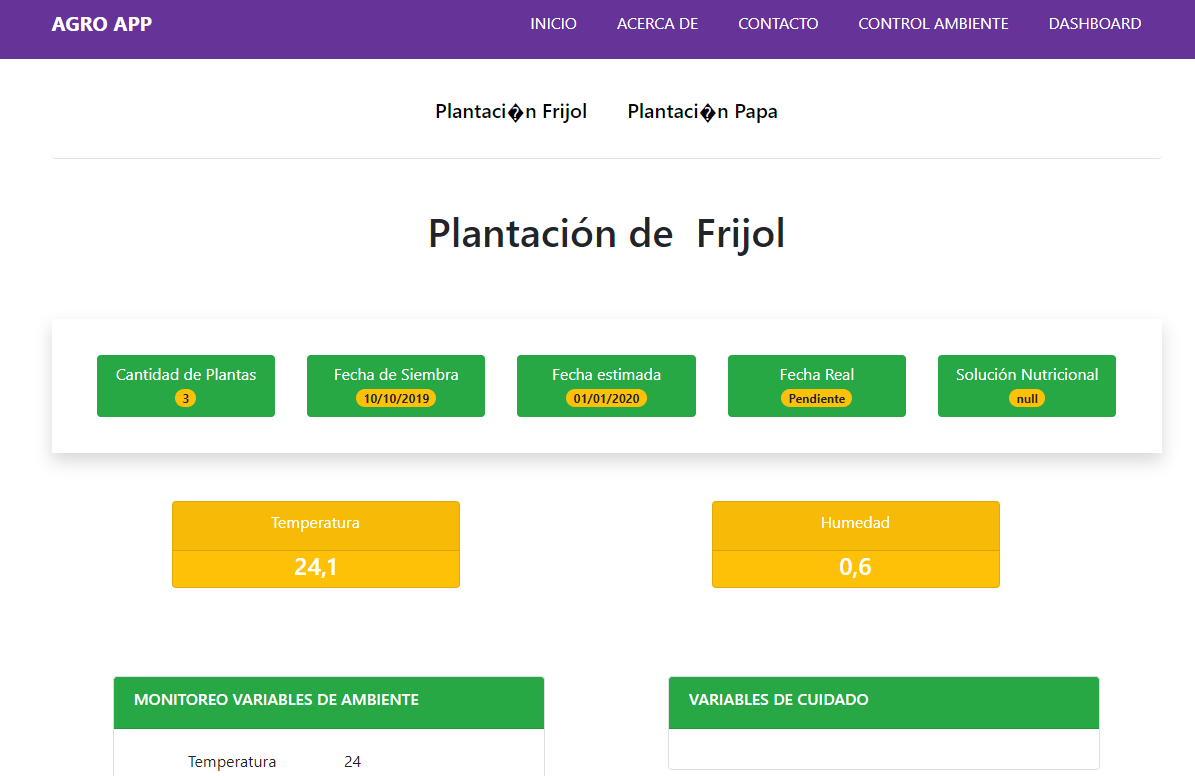 AGRO APP INICIO ACERCA DE CONTACTO CONTROL AMBIENTE DASHBOARD
Plantaci�n Frijol Plantaci�n Papa
Plantación de Frijol
Cantidad de Plantas Fecha de Siembra Fecha estimada Fecha Real Solución Nutricional
3 10/10/2019 01/01/2020 Pendiente null
Temperatura Humedad
24,1 0,6
MONITOREO VARIABLES DE AMBIENTE VARIABLES DE CUIDADO
Temperatura 24